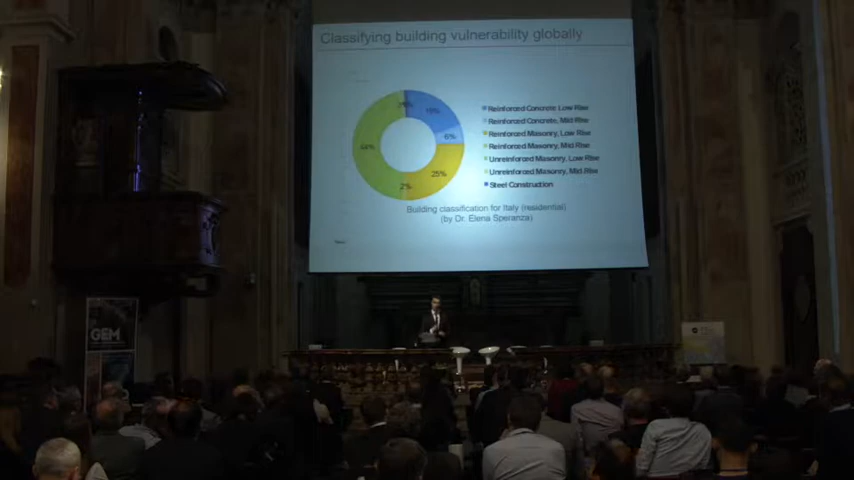 Classifying building vulnerability globally
Reinforced Concrete, Low Rise
Reinforced Concrete, Mid Rise
Reinforced Masonry, Low Rise
Reinforced Masonry, Mid Rise
Unreinforced Masonry, Low Rise
Unreinforced Masonry, Mid Rise
Steel Construction
6%
25%
2%
Building classification for Italy (residential)
(by Dr. Elena Speranza)
GEM